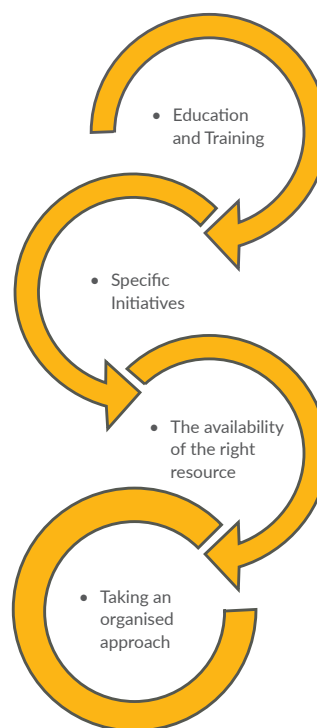 • Education
and Training
• Specific
Initiatives
• The availability
of the right
resource
• Taking an
organised
approach